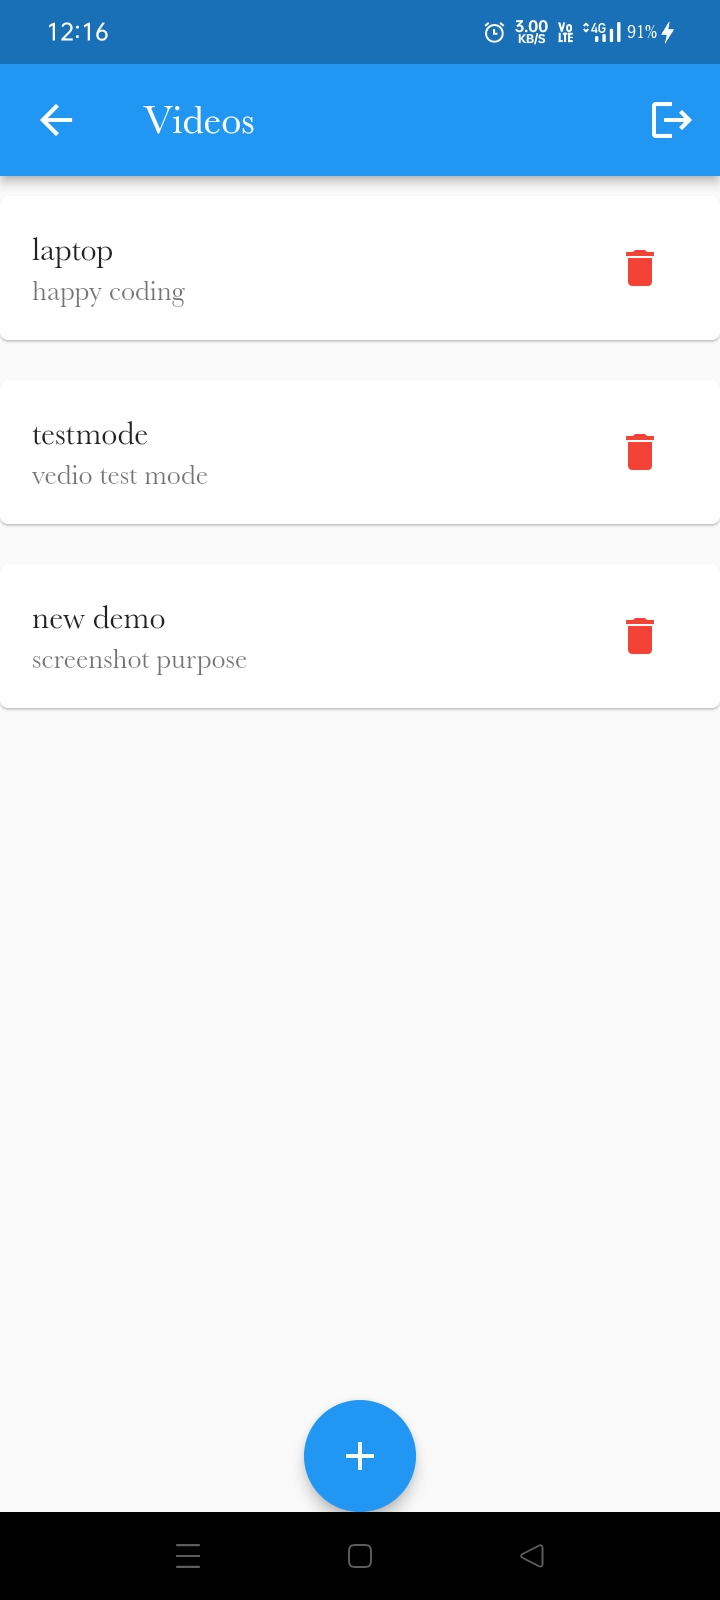 12:16
3.00 KB/S Vo LTE 4G 91%
Videos
laptop
happy coding
testmode
vedio test mode
new demo
screenshot purpose